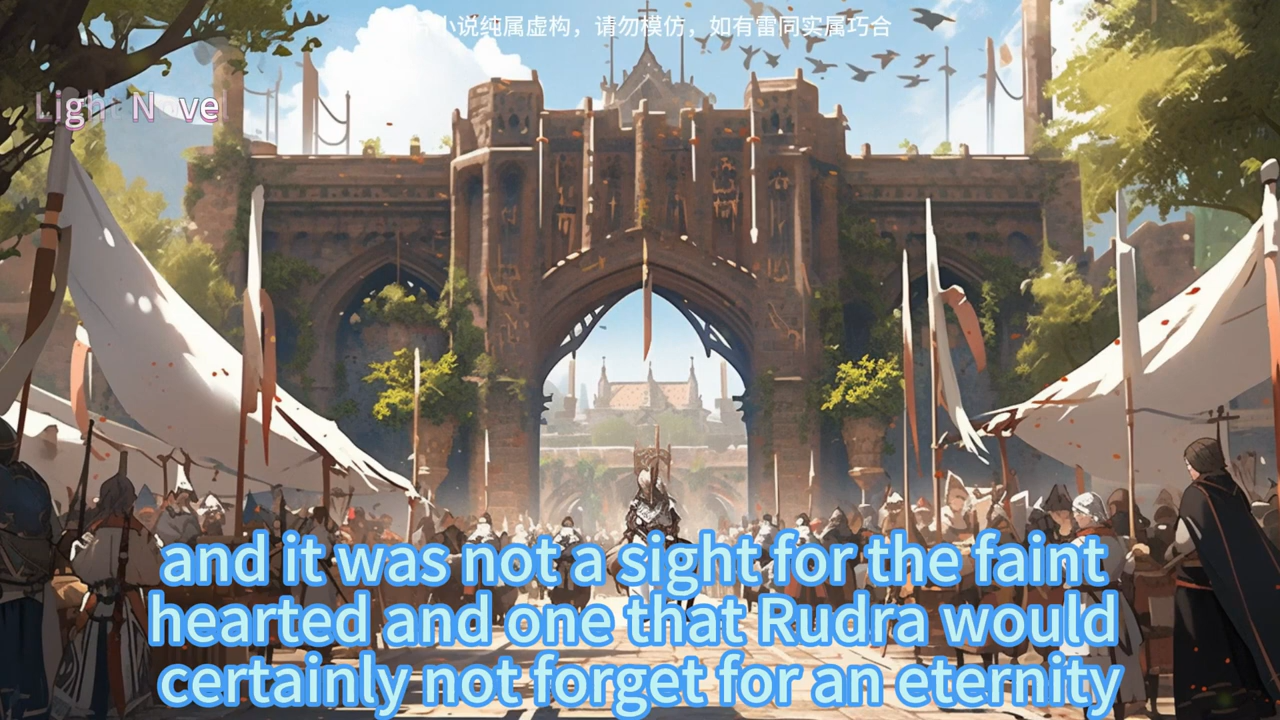 小说纯属虚构，请勿模仿，如有雷同实属巧合
Light Novel
and it was not a sight for the faint
hearted and one that Rudra would
certainly not forget for an eternity